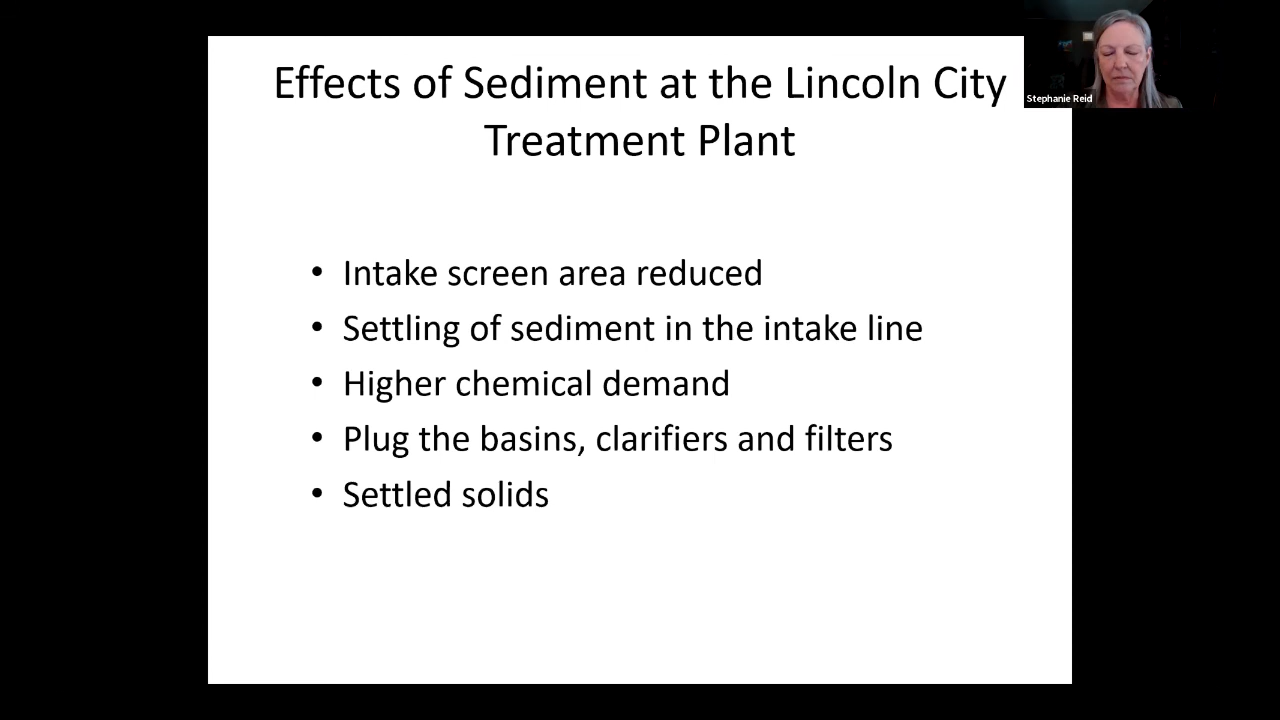 Effects of Sediment at the Lincoln City
Treatment Plant
Stephanie Reid
• Intake screen area reduced
• Settling of sediment in the intake line
• Higher chemical demand
• Plug the basins, clarifiers and filters
• Settled solids